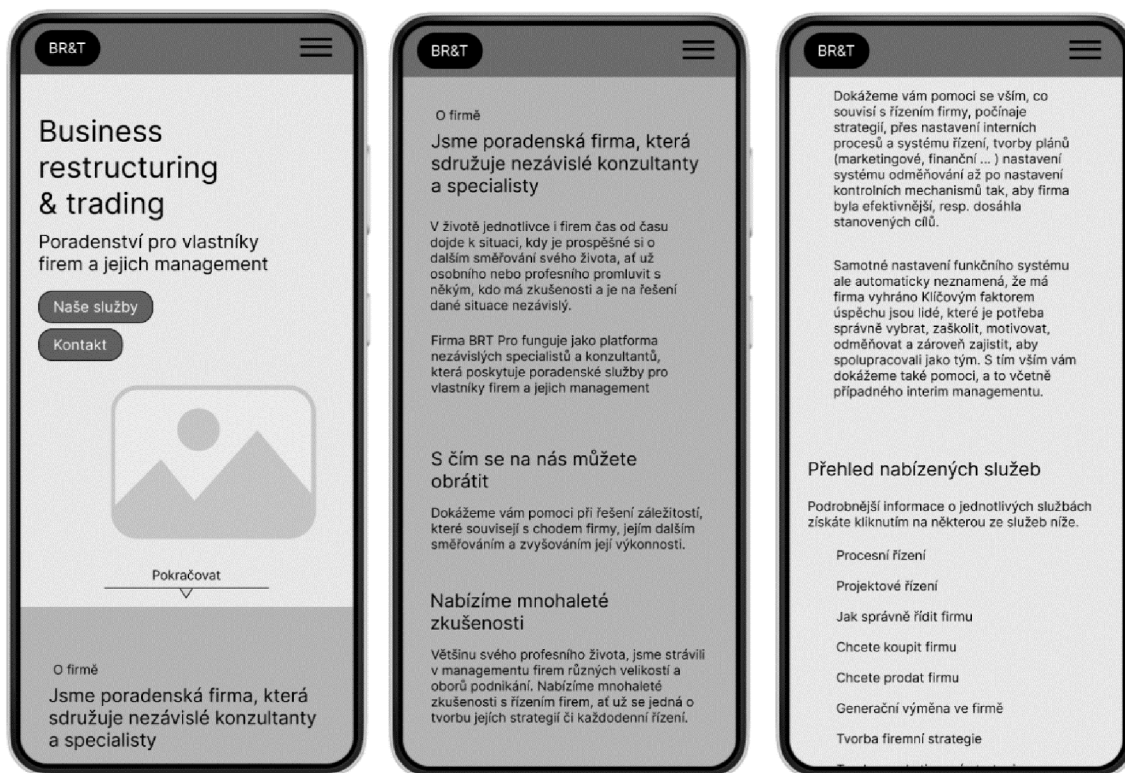 BR&T
Business
restructuring
& trading
Poradenství pro vlastníky
firem a jejich management
Naše služby
Kontakt
Pokračovat
O firmě
Jsme poradenská firma, která
sdružuje nezávislé konzultanty
a specialisty
BR&T
O firmě
Jsme poradenská firma, která
sdružuje nezávislé konzultanty
a specialisty
V životě jednotlivce i firem čas od času
dojde k situaci, kdy je prospěšné si o
dalším směřování svého života, ať už
osobního nebo profesního promluvit s
někým, kdo má zkušenosti a je na řešení
dané situace nezávislý.
Firma BRT Pro funguje jako platforma
nezávislých specialistů a konzultantů,
která poskytuje poradenské služby pro
vlastníky firem a jejich management
S čím se na nás můžete
obrátit
Dokážeme vám pomoci při řešení záležitostí,
které souvisejí s chodem firmy, jejím dalším
směřováním a zvyšováním její výkonnosti.
Nabízíme mnohaleté
zkušenosti
Většinu svého profesního života, jsme strávili
v managementu firem různých velikostí a
oborů podnikání. Nabízíme mnohaleté
zkušenosti s řízením firem, ať už se jedná o
tvorbu jejích strategií či každodenní řízení.
BR&T
Dokážeme vám pomoci se vším, co
souvisí s řízením firmy, počínaje
strategií, přes nastavení interních
procesů a systému řízení, tvorby plánů
(marketingové, finanční ... ) nastavení
systému odměňování až po nastavení
kontrolních mechanismů tak, aby firma
byla efektivnější, resp. dosáhla
stanovených cílů.
Samotné nastavení funkčního systému
ale automaticky neznamená, že má
firma vyhráno Klíčovým faktorem
úspěchu jsou lidé, které je potřeba
správně vybrat, zaškolit, motivovat,
odměňovat a zároveň zajistit, aby
spolupracovali jako tým. S tím vším vám
dokážeme také pomoci, a to včetně
případného interim managementu.
Přehled nabízených služeb
Podrobnější informace o jednotlivých službách
získáte kliknutím na některou ze služeb níže.
Procesní řízení
Projektové řízení
Jak správně řídit firmu
Chcete koupit firmu
Chcete prodat firmu
Generační výměna ve firmě
Tvorba firemní strategie